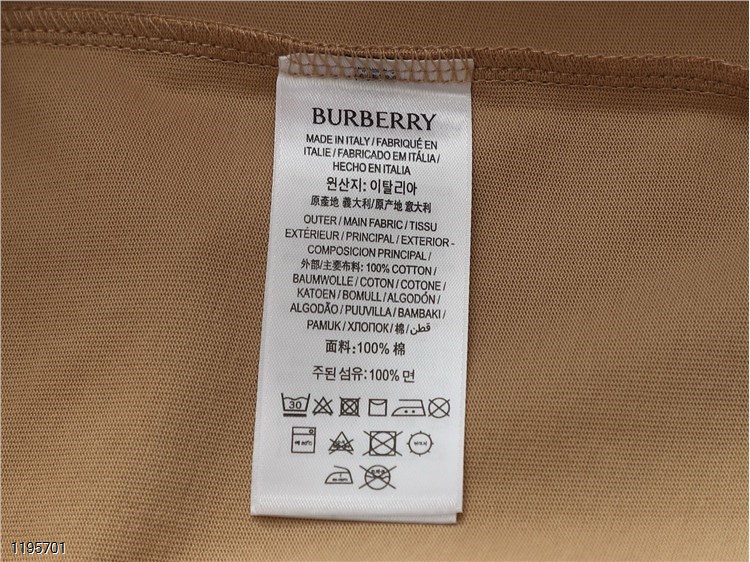 BURBERRY
MADE IN ITALY / FABRIQUÉ EN
ITALIE / FABRICADO EM ITÁLIA /
HECHO EN ITALIA
원산지: 이탈리아
原產地 義大利/原产地 意大利
OUTER / MAIN FABRIC / TISSU
EXTÉRIEUR / PRINCIPAL / EXTERIOR -
COMPOSICION PRINCIPAL /
外部/主要布料: 100% COTTON /
BAUMWOLLE / COTON / COTONE /
KATOEN / BOMULL / ALGODÓN /
ALGODÃO / PUUVILLA / BAMBAKI /
PAMUK / ХЛОПОК / 棉 / قطن
面料:100% 棉
주된 섬유: 100% 면
30
1195701